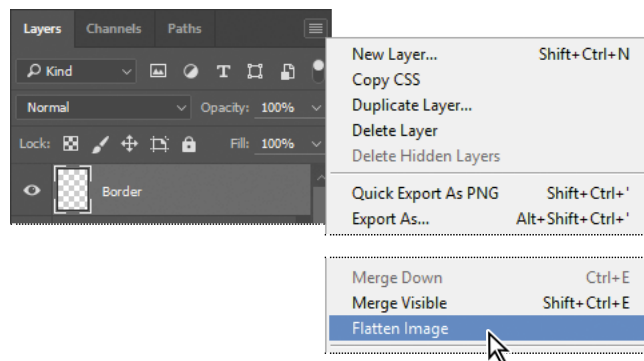 Layers Channels Paths
Kind T
Normal Opacity: 100%
Lock: Fill: 100%
Border
New Layer... Shift+Ctrl+N
Copy CSS
Duplicate Layer...
Delete Layer
Delete Hidden Layers
Quick Export As PNG Shift+Ctrl+'
Export As... Alt+Shift+Ctrl+'
Merge Down Ctrl+E
Merge Visible Shift+Ctrl+E
Flatten Image